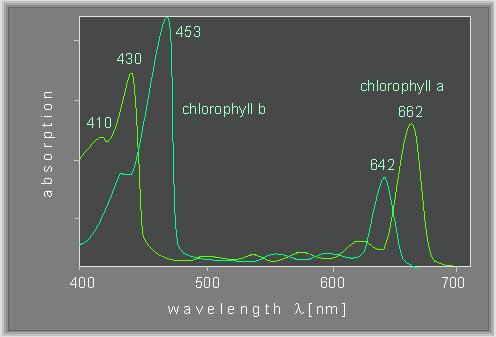 453
430
chlorophyll a
chlorophyll b
662
410
642
absorption
400 500 600 700
wavelength λ[nm]